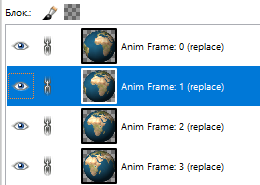 Блок.:
Anim Frame: 0 (replace)
Anim Frame: 1 (replace)
Anim Frame: 2 (replace)
Anim Frame: 3 (replace)